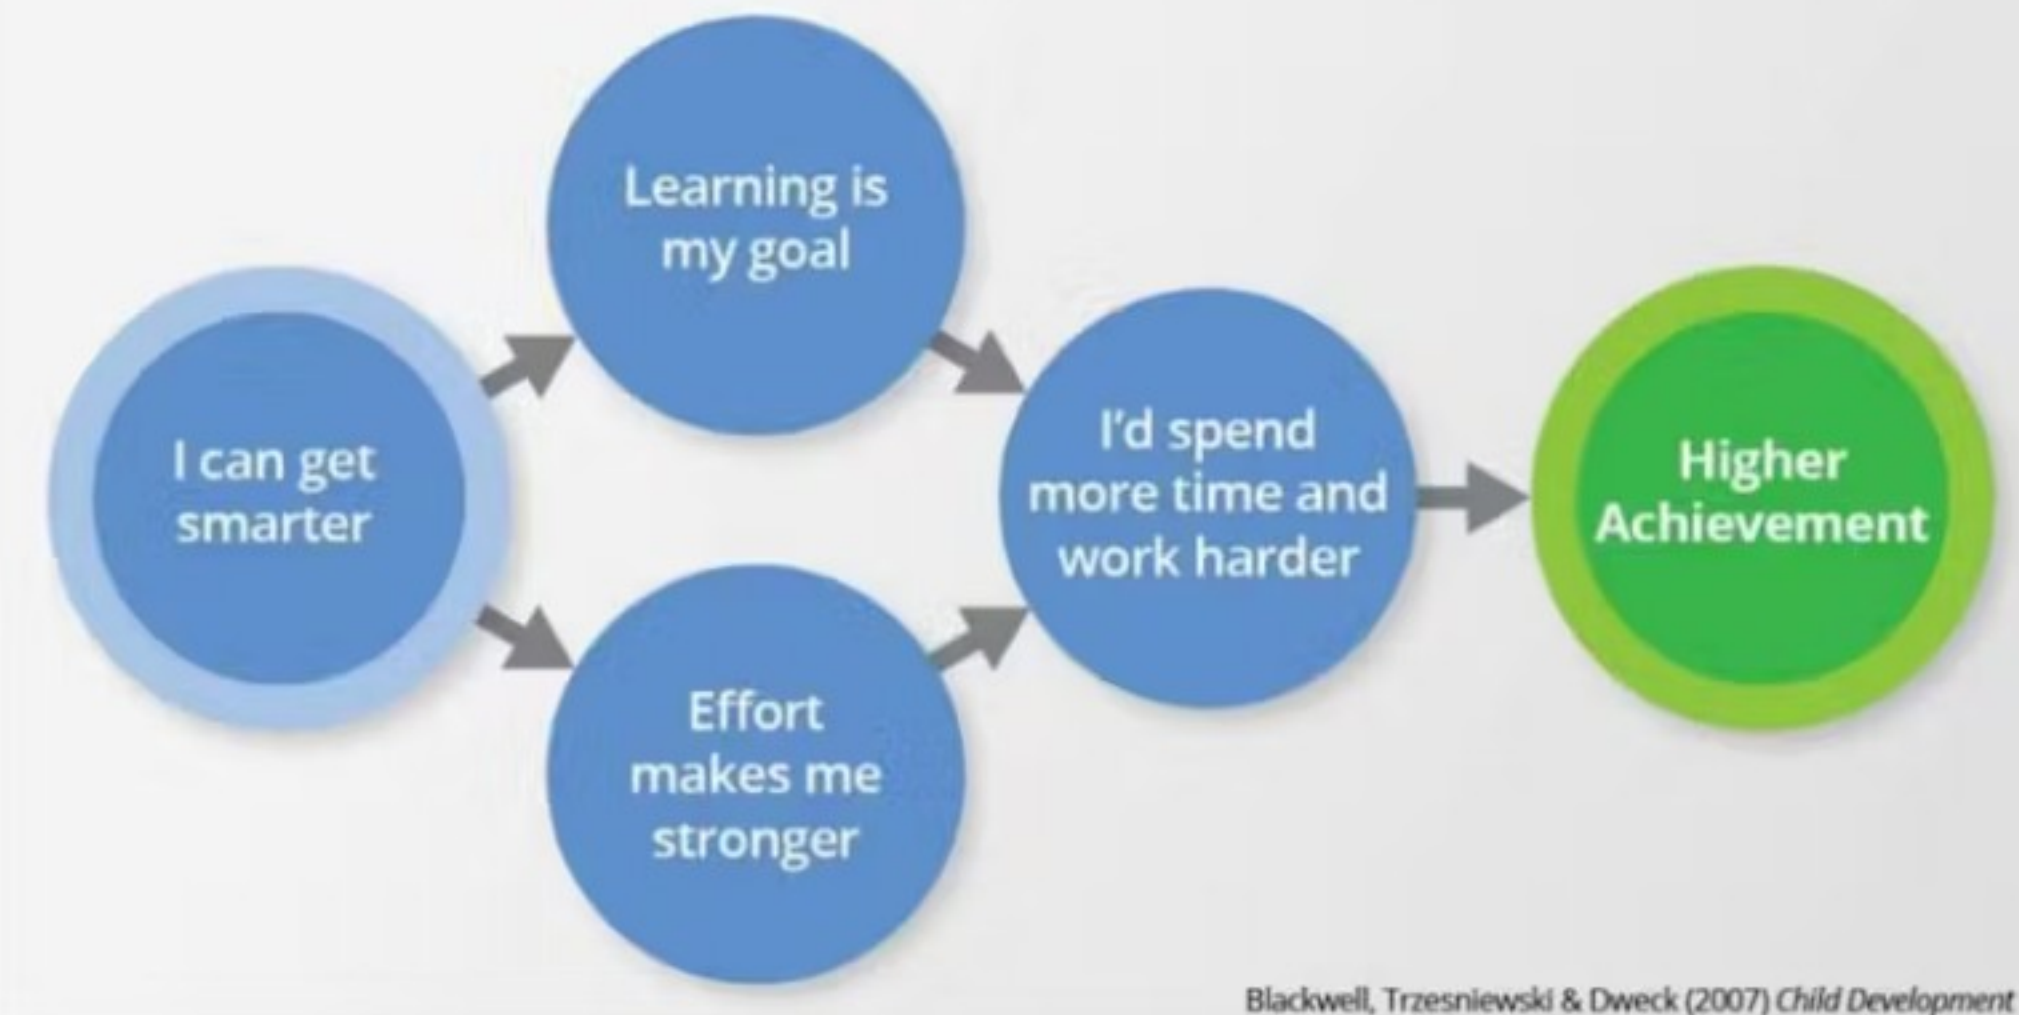 I can get
smarter
Learning is
my goal
Effort
makes me
stronger
I'd spend
more time and
work harder
Higher
Achievement
Blackwell, Trzesniewski & Dweck (2007) Child Development